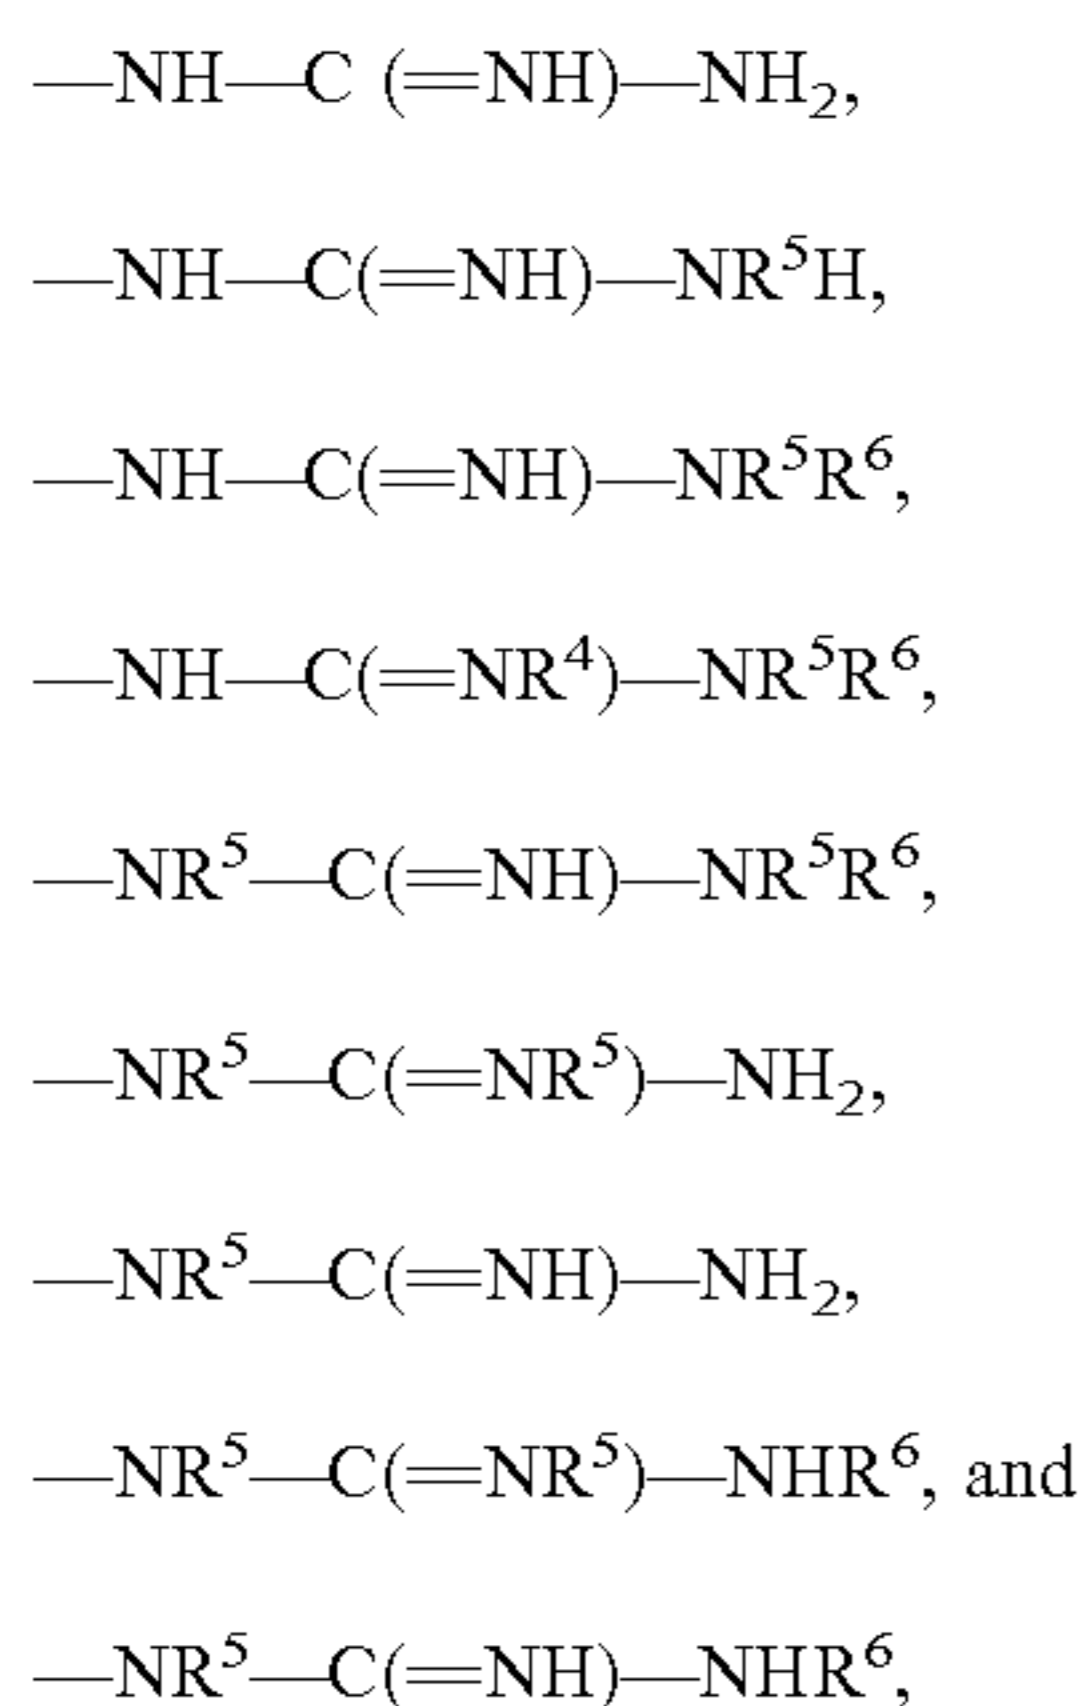 —NH—C (═NH)—NH₂,
—NH—C(═NH)—NR⁵H,
—NH—C(═NH)—NR⁵R⁶,
—NH—C(═NR⁴)—NR⁵R⁶,
—NR⁵—C(═NH)—NR⁵R⁶,
—NR⁵—C(═NR⁵)—NH₂,
—NR⁵—C(═NH)—NH₂,
—NR⁵—C(═NR⁵)—NHR⁶, and
—NR⁵—C(═NH)—NHR⁶,